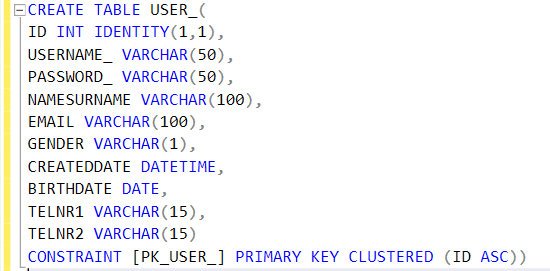 CREATE TABLE USER_(
ID INT IDENTITY(1,1),
USERNAME_ VARCHAR(50),
PASSWORD_ VARCHAR(50),
NAMESURNAME VARCHAR(100),
EMAIL VARCHAR(100),
GENDER VARCHAR(1),
CREATEDDATE DATETIME,
BIRTHDATE DATE,
TELNR1 VARCHAR(15),
TELNR2 VARCHAR(15)
CONSTRAINT [PK_USER_] PRIMARY KEY CLUSTERED (ID ASC))